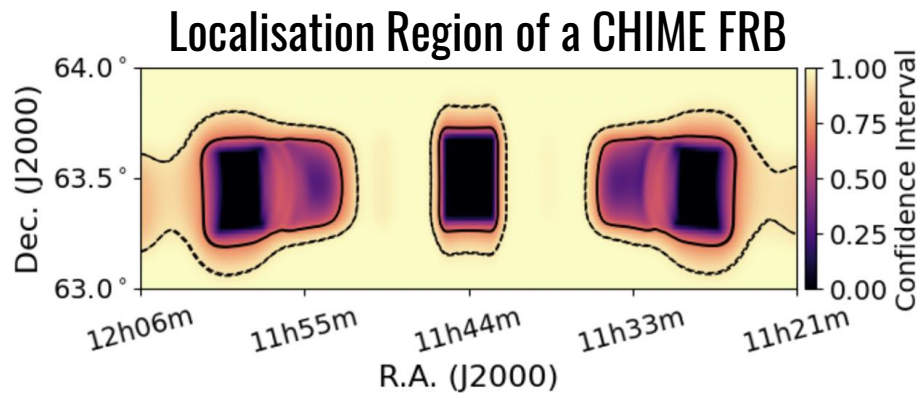 Localisation Region of a CHIME FRB
64.0°
63.5°
63.0°
Dec. (J2000)
12h06m
11h55m
11h44m
11h33m
11h21m
R.A. (J2000)
1.00
0.75
0.50
0.25
0.00
Confidence Interval